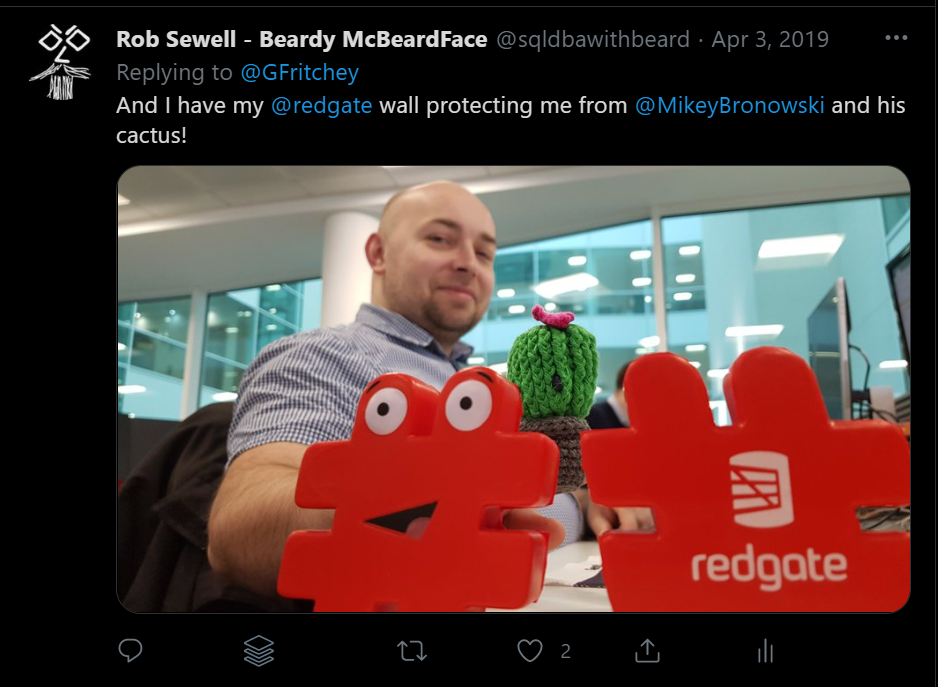 Rob Sewell - Beardy McBeardFace @sqldbawithbeard · Apr 3, 2019
Replying to @GFritchey
And I have my @redgate wall protecting me from @MikeyBronowski and his
cactus!
redgate
2